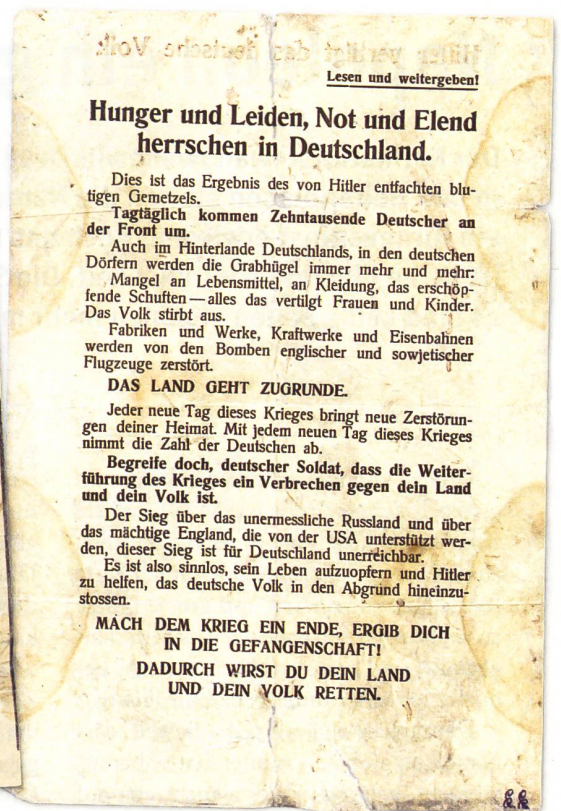 Hitler vertilgt das deutsche Volk
Lesen und weitergeben!
Hunger und Leiden, Not und Elend
herrschen in Deutschland.
Dies ist das Ergebnis des von Hitler entfachten blu-
tigen Gemetzels.
Tagtäglich kommen Zehntausende Deutscher an
der Front um.
Auch im Hinterlande Deutschlands, in den deutschen
Dörfern werden die Grabhügel immer mehr und mehr.
Mangel an Lebensmittel, an Kleidung, das erschöp-
fende Schuften — alles das vertilgt Frauen und Kinder.
Das Volk stirbt aus.
Fabriken und Werke, Kraftwerke und Eisenbahnen
werden von den Bomben englischer und sowjetischer
Flugzeuge zerstört.
DAS LAND GEHT ZUGRUNDE.
Jeder neue Tag dieses Krieges bringt neue Zerstörun-
gen deiner Heimat. Mit jedem neuen Tag dieses Krieges
nimmt die Zahl der Deutschen ab.
Begreife doch, deutscher Soldat, dass die Weiter-
führung des Krieges ein Verbrechen gegen dein Land
und dein Volk ist.
Der Sieg über das unermessliche Russland und über
das mächtige England, die von der USA unterstützt wer-
den, dieser Sieg ist für Deutschland unerreichbar.
Es ist also sinnlos, sein Leben aufzuopfern und Hitler
zu helfen, das deutsche Volk in den Abgrund hineinzu-
stossen.
MACH DEM KRIEG EIN ENDE, ERGIB DICH
IN DIE GEFANGENSCHAFT!
DADURCH WIRST DU DEIN LAND
UND DEIN VOLK RETTEN.
88